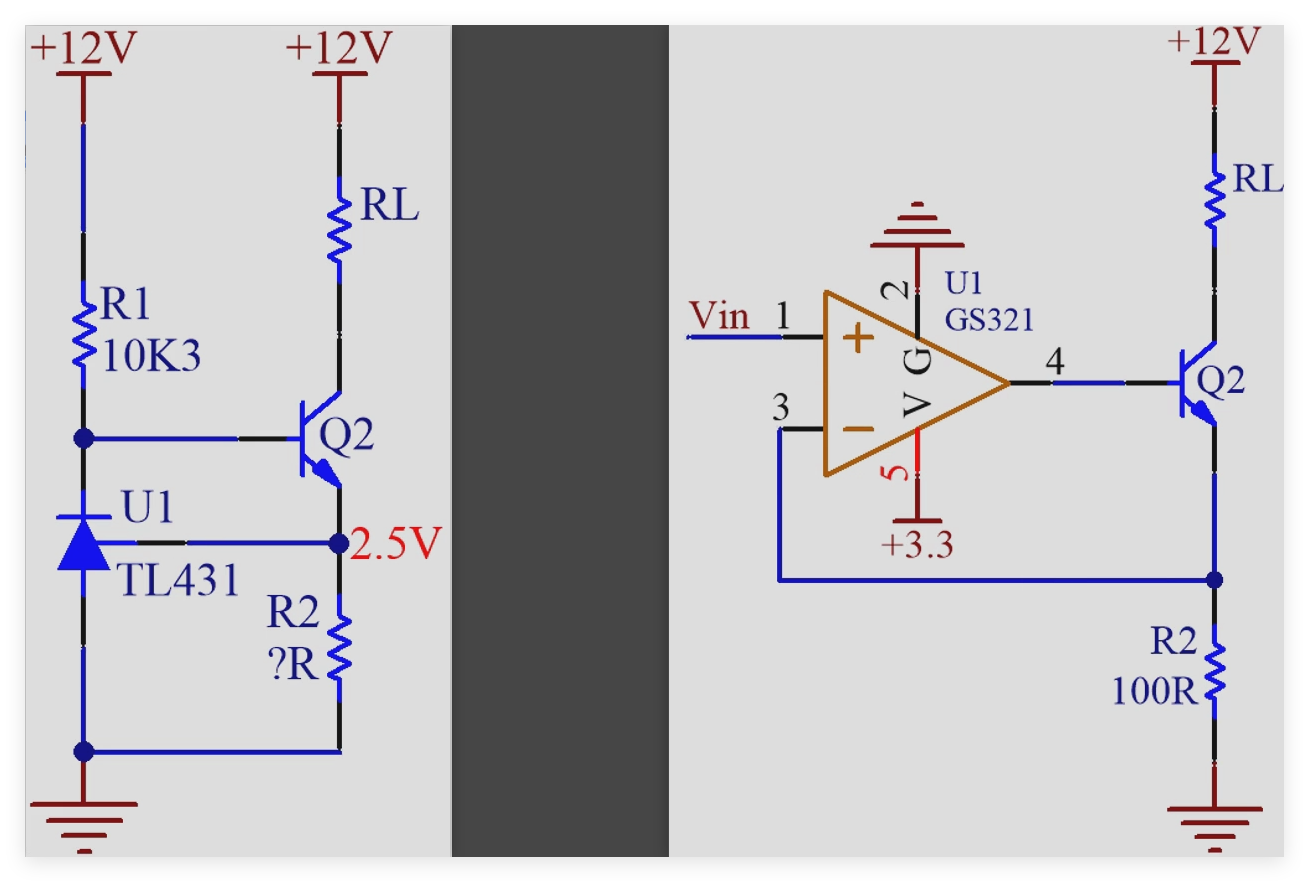 +12V
+12V
RL
R1
10K3
Q2
U1
TL431
2.5V
R2
?R
+12V
RL
U1
GS321
2
Vin
1
+
G
4
Q2
3
V
−
5
+3.3
R2
100R